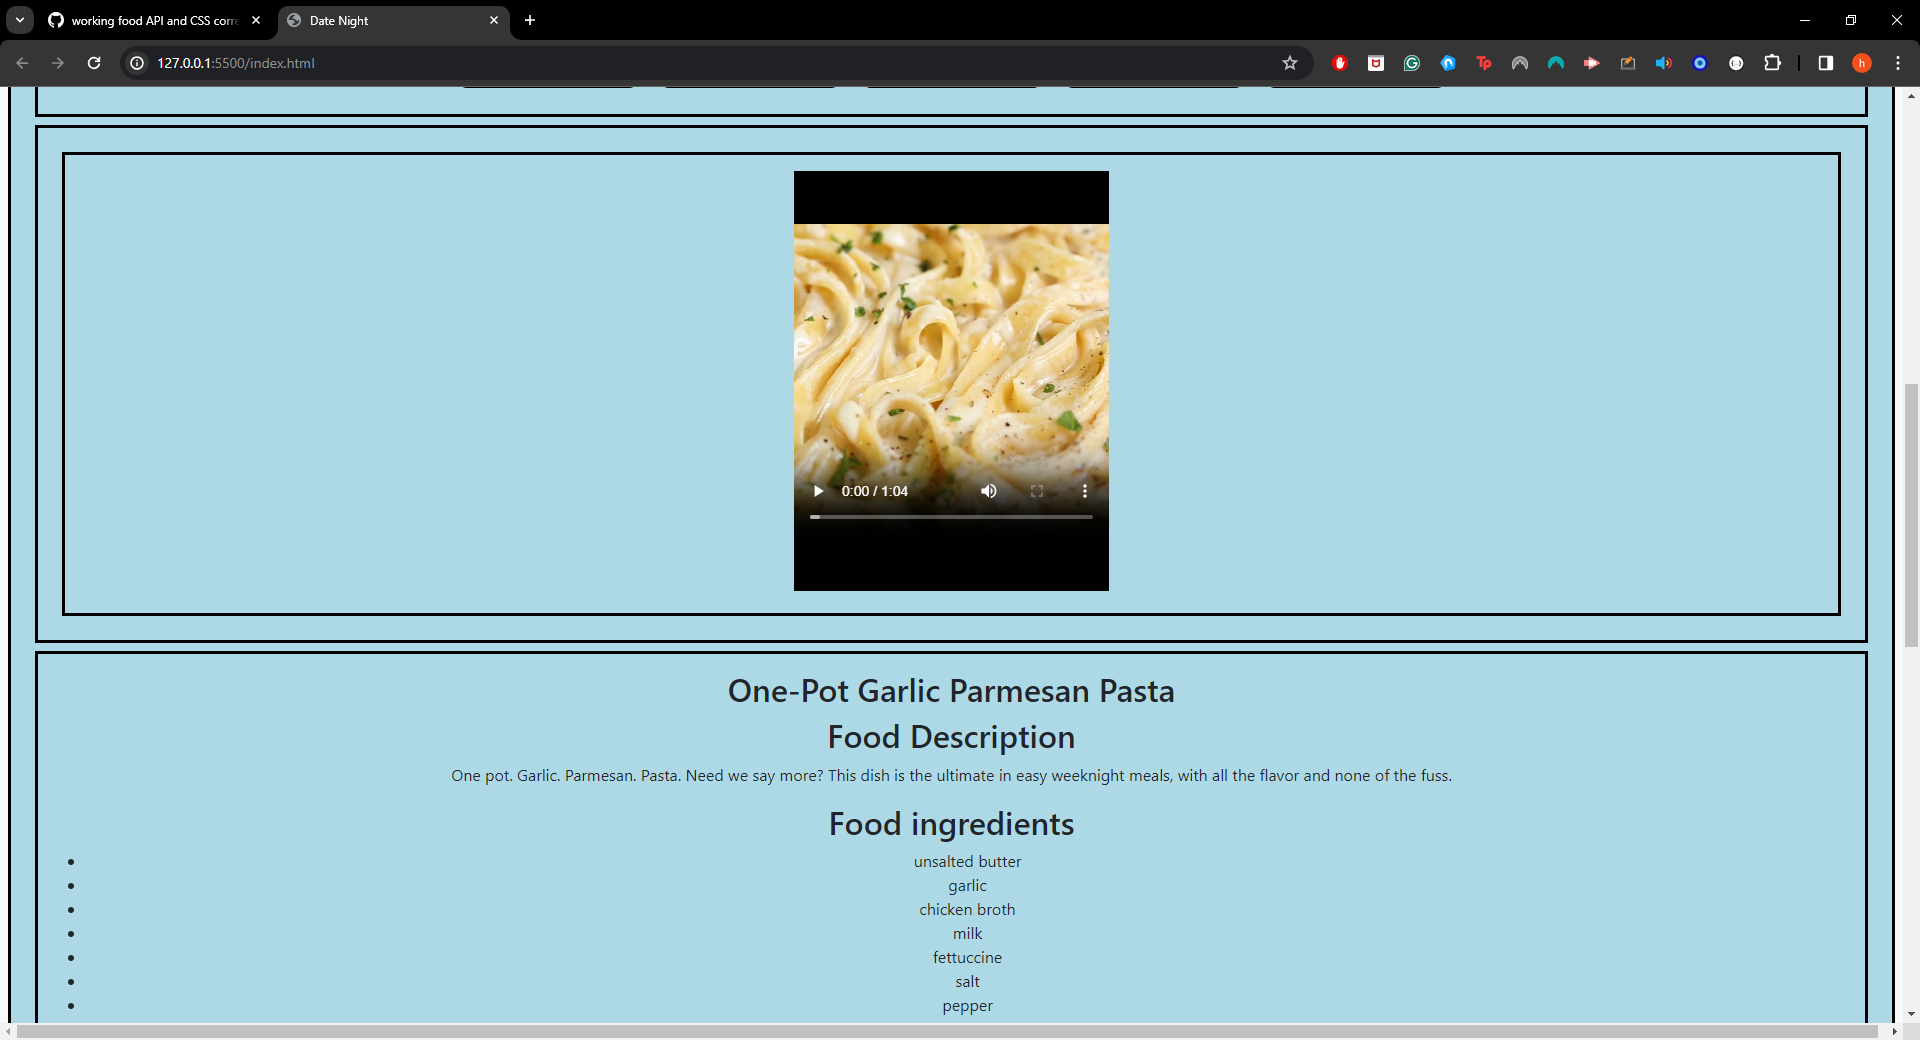 working food API and CSS corre
Date Night
127.0.0.1:5500/index.html
Tp
h
0:00 / 1:04
One-Pot Garlic Parmesan Pasta
Food Description
One pot. Garlic. Parmesan. Pasta. Need we say more? This dish is the ultimate in easy weeknight meals, with all the flavor and none of the fuss.
Food ingredients
unsalted butter
garlic
chicken broth
milk
fettuccine
salt
pepper